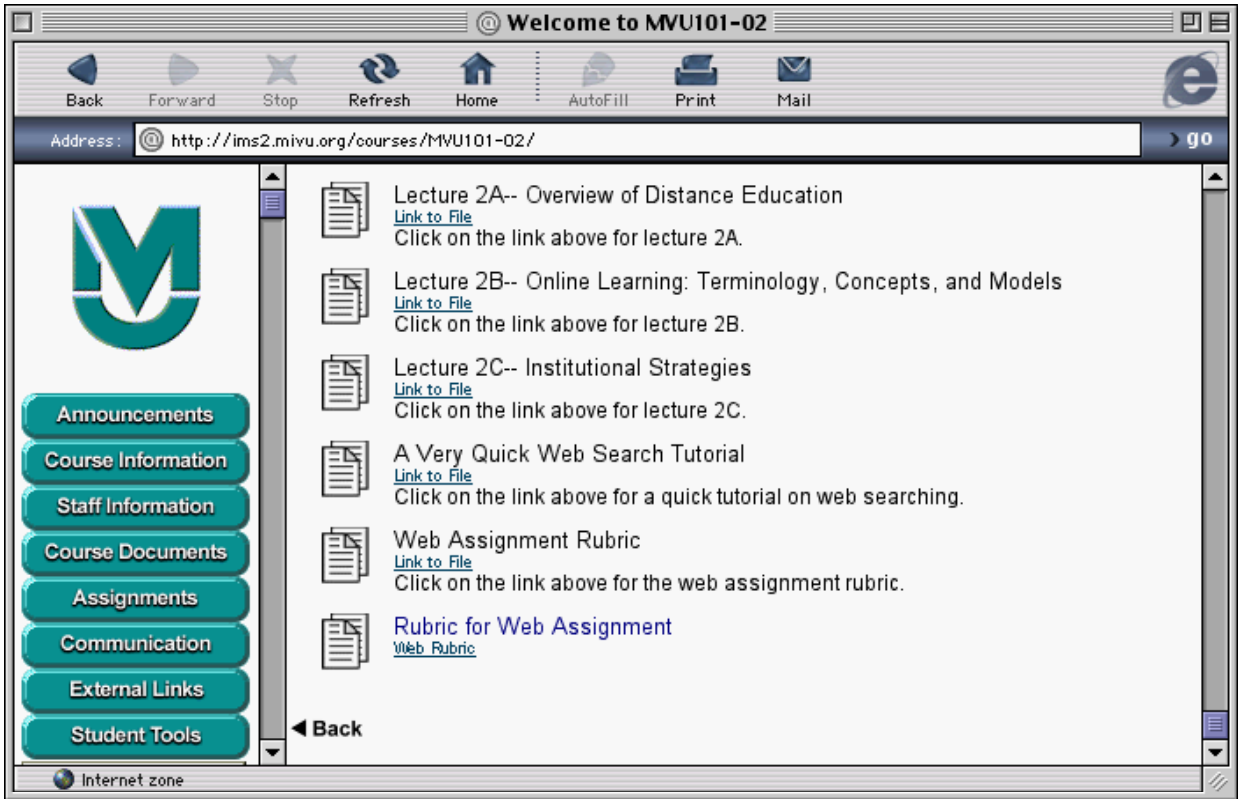 Welcome to MVU101-02
Back Forward Stop Refresh Home AutoFill Print Mail
Address: http://ims2.mivu.org/courses/MVU101-02/ go
Announcements
Course Information
Staff Information
Course Documents
Assignments
Communication
External Links
Student Tools
Lecture 2A-- Overview of Distance Education
Link to File
Click on the link above for lecture 2A.
Lecture 2B-- Online Learning: Terminology, Concepts, and Models
Link to File
Click on the link above for lecture 2B.
Lecture 2C-- Institutional Strategies
Link to File
Click on the link above for lecture 2C.
A Very Quick Web Search Tutorial
Link to File
Click on the link above for a quick tutorial on web searching.
Web Assignment Rubric
Link to File
Click on the link above for the web assignment rubric.
Rubric for Web Assignment
Web Rubric
Back
Internet zone